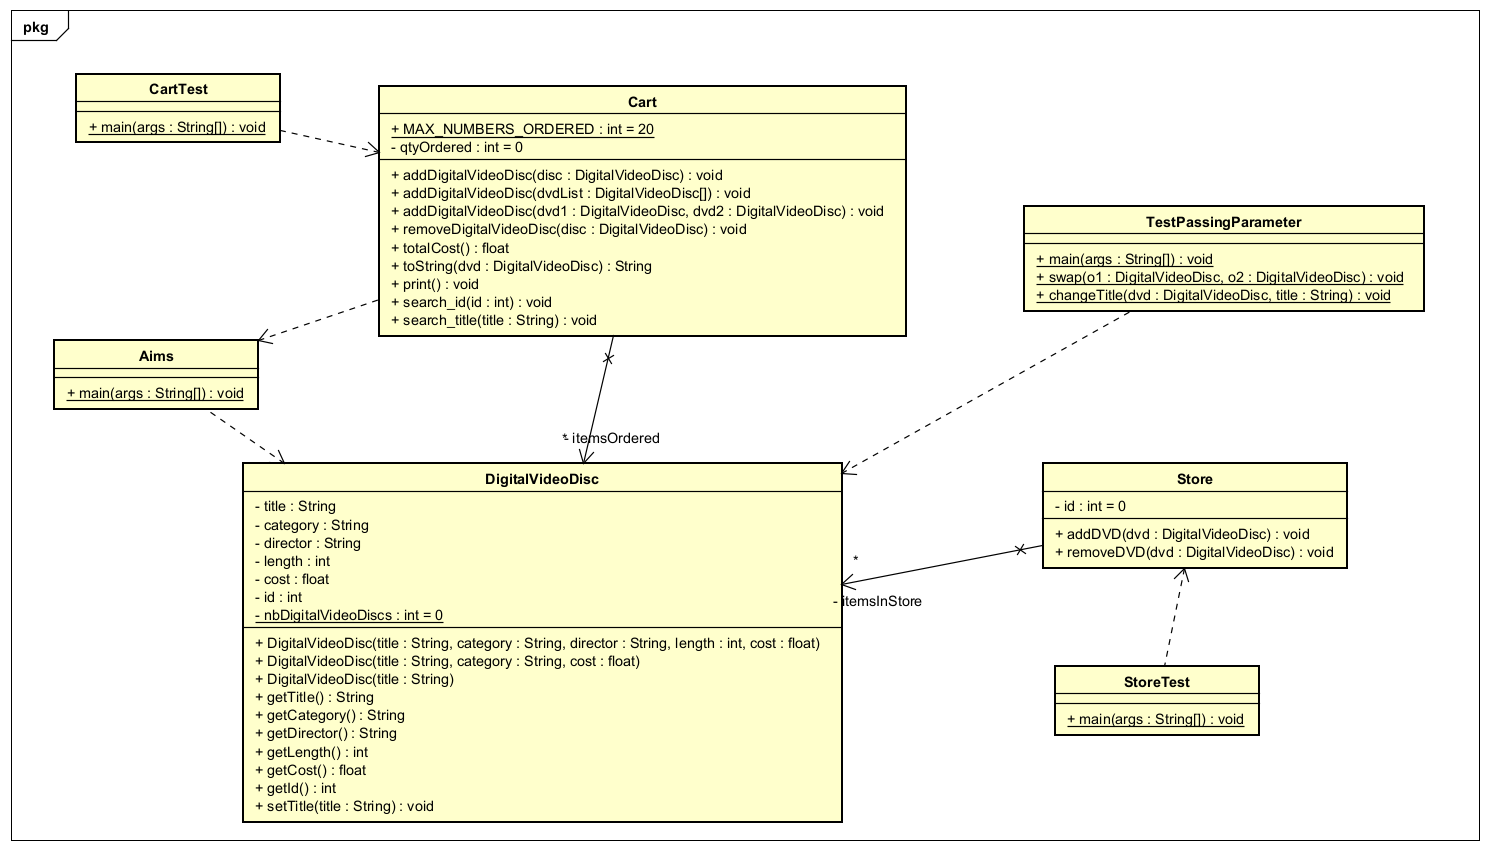 pkg
CartTest
+ main(args : String[]) : void
Cart
+ MAX_NUMBERS_ORDERED : int = 20
- qtyOrdered : int = 0
+ addDigitalVideoDisc(disc : DigitalVideoDisc) : void
+ addDigitalVideoDisc(dvdList : DigitalVideoDisc[]) : void
+ addDigitalVideoDisc(dvd1 : DigitalVideoDisc, dvd2 : DigitalVideoDisc) : void
+ removeDigitalVideoDisc(disc : DigitalVideoDisc) : void
+ totalCost() : float
+ toString(dvd : DigitalVideoDisc) : String
+ print() : void
+ search_id(id : int) : void
+ search_title(title : String) : void
TestPassingParameter
+ main(args : String[]) : void
+ swap(o1 : DigitalVideoDisc, o2 : DigitalVideoDisc) : void
+ changeTitle(dvd : DigitalVideoDisc, title : String) : void
Aims
+ main(args : String[]) : void
* - itemsOrdered
DigitalVideoDisc
- title : String
- category : String
- director : String
- length : int
- cost : float
- id : int
- nbDigitalVideoDiscs : int = 0
+ DigitalVideoDisc(title : String, category : String, director : String, length : int, cost : float)
+ DigitalVideoDisc(title : String, category : String, cost : float)
+ DigitalVideoDisc(title : String)
+ getTitle() : String
+ getCategory() : String
+ getDirector() : String
+ getLength() : int
+ getCost() : float
+ getId() : int
+ setTitle(title : String) : void
*
- itemsInStore
Store
- id : int = 0
+ addDVD(dvd : DigitalVideoDisc) : void
+ removeDVD(dvd : DigitalVideoDisc) : void
StoreTest
+ main(args : String[]) : void